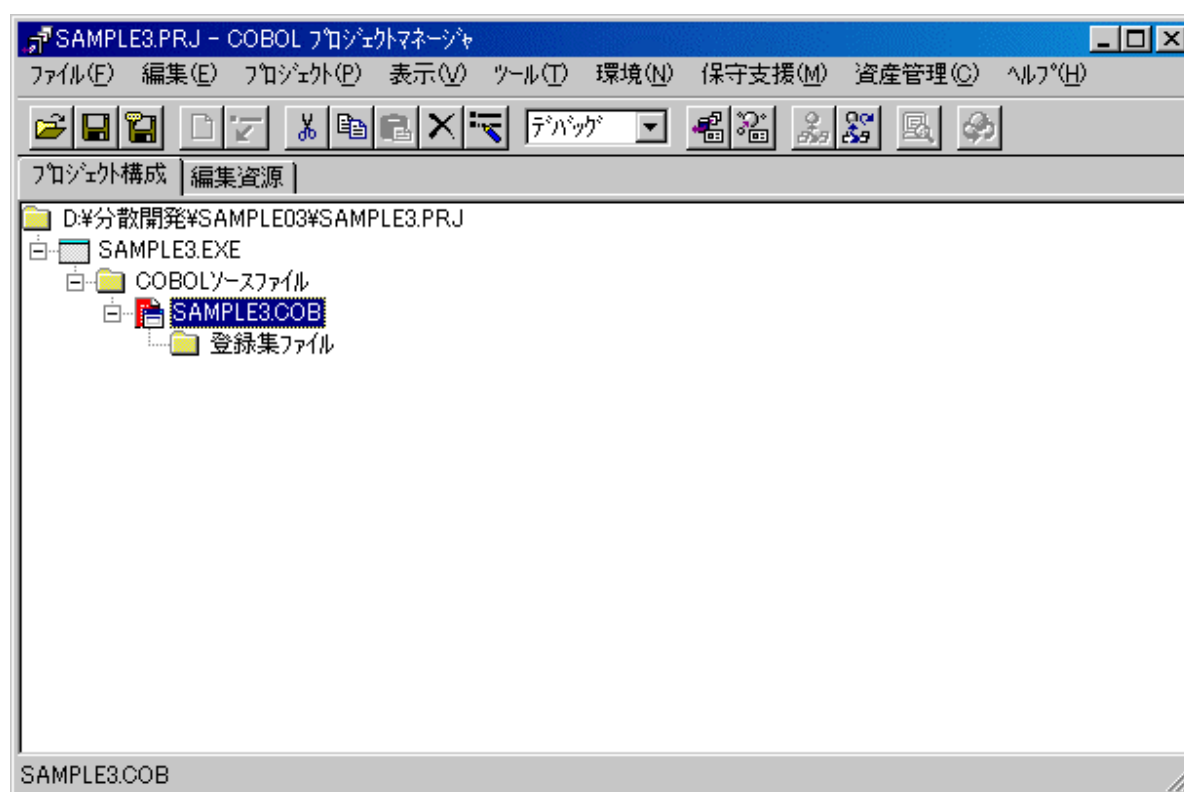 SAMPLE3.PRJ - COBOL ﾌﾟﾛｼﾞｪｸﾄﾏﾈｰｼﾞｬ
ﾌｧｲﾙ(F) 編集(E) ﾌﾟﾛｼﾞｪｸﾄ(P) 表示(V) ﾂｰﾙ(T) 環境(N) 保守支援(M) 資産管理(C) ﾍﾙﾌﾟ(H)
ﾃﾞﾊﾞｯｸﾞ
ﾌﾟﾛｼﾞｪｸﾄ構成 編集資源
D:¥分散開発¥SAMPLE03¥SAMPLE3.PRJ
SAMPLE3.EXE
COBOLｿｰｽﾌｧｲﾙ
SAMPLE3.COB
登録集ﾌｧｲﾙ
SAMPLE3.COB